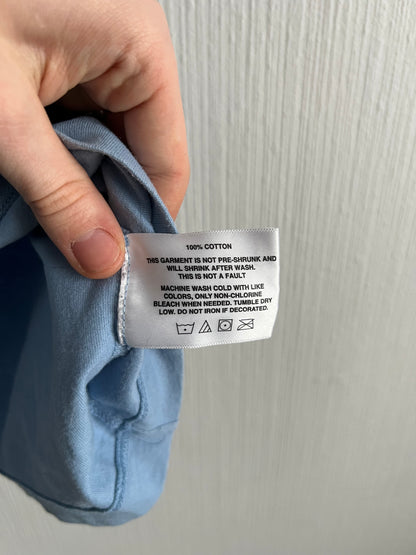 100% COTTON
THIS GARMENT IS NOT PRE-SHRUNK AND
WILL SHRINK AFTER WASH.
THIS IS NOT A FAULT
MACHINE WASH COLD WITH LIKE
COLORS, ONLY NON-CHLORINE
BLEACH WHEN NEEDED. TUMBLE DRY
LOW. DO NOT IRON IF DECORATED.